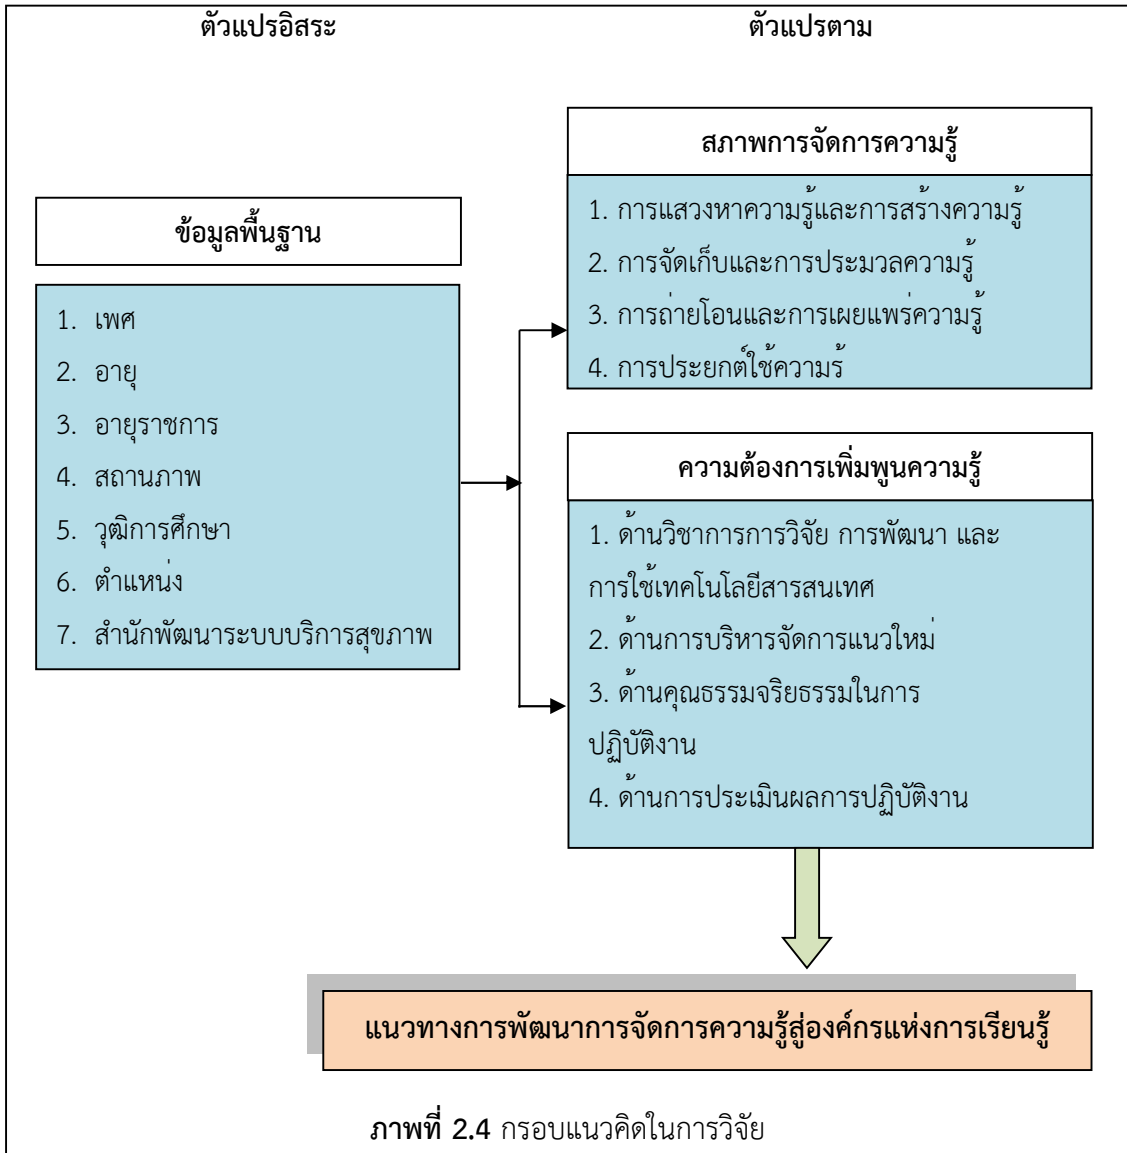 ตัวแปรอิสระ
ตัวแปรตาม
ข้อมูลพื้นฐาน
1. เพศ
2. อายุ
3. อายุราชการ
4. สถานภาพ
5. วุฒิการศึกษา
6. ตำแหน่ง
7. สำนักพัฒนาระบบบริการสุขภาพ
สภาพการจัดการความรู้
1. การแสวงหาความรู้และการสร้างความรู้
2. การจัดเก็บและการประมวลความรู้
3. การถ่ายโอนและการเผยแพร่ความรู้
4. การประยกต์ใช้ความร้
ความต้องการเพิ่มพูนความรู้
1. ด้านวิชาการการวิจัย การพัฒนา และ
การใช้เทคโนโลยีสารสนเทศ
2. ด้านการบริหารจัดการแนวใหม่
3. ด้านคุณธรรมจริยธรรมในการ
ปฏิบัติงาน
4. ด้านการประเมินผลการปฏิบัติงาน
แนวทางการพัฒนาการจัดการความรู้สู่องค์กรแห่งการเรียนรู้
ภาพที่ 2.4 กรอบแนวคิดในการวิจัย